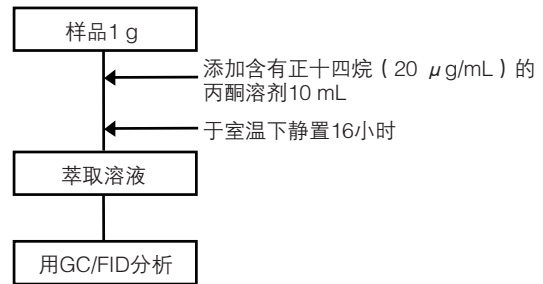 样品1 g
添加含有正十四烷（20 μg/mL）的
丙酮溶剂10 mL
于室温下静置16小时
萃取溶液
用GC/FID分析